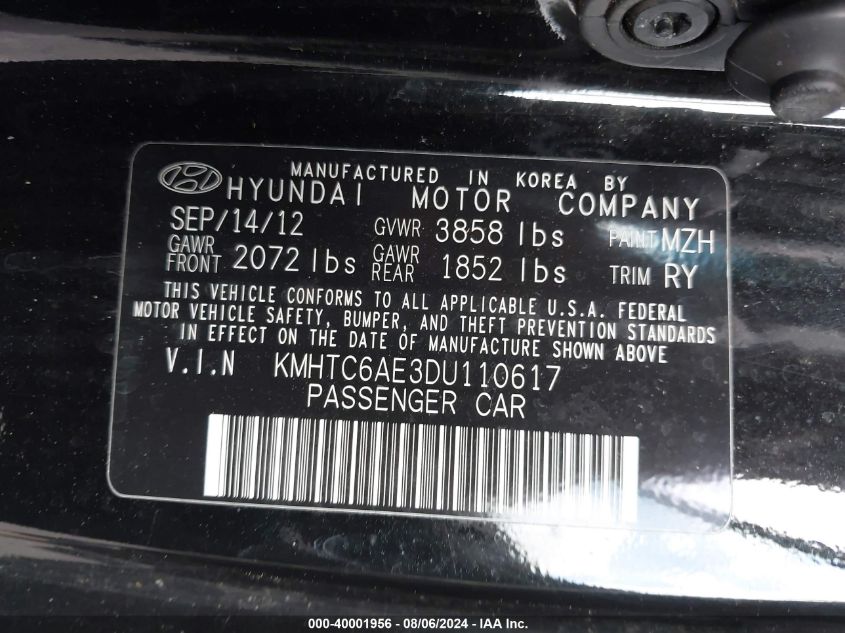 MANUFACTURED IN KOREA BY
HYUNDAI MOTOR COMPANY
SEP/14/12 GVWR 3858 lbs PAINT MZH
GAWR FRONT 2072 lbs GAWR REAR 1852 lbs TRIM RY
THIS VEHICLE CONFORMS TO ALL APPLICABLE U.S.A. FEDERAL
MOTOR VEHICLE SAFETY, BUMPER, AND THEFT PREVENTION STANDARDS
IN EFFECT ON THE DATE OF MANUFACTURE SHOWN ABOVE
V.I.N KMHTC6AE3DU110617
PASSENGER CAR
000-40001956 - 08/06/2024 - IAA Inc.